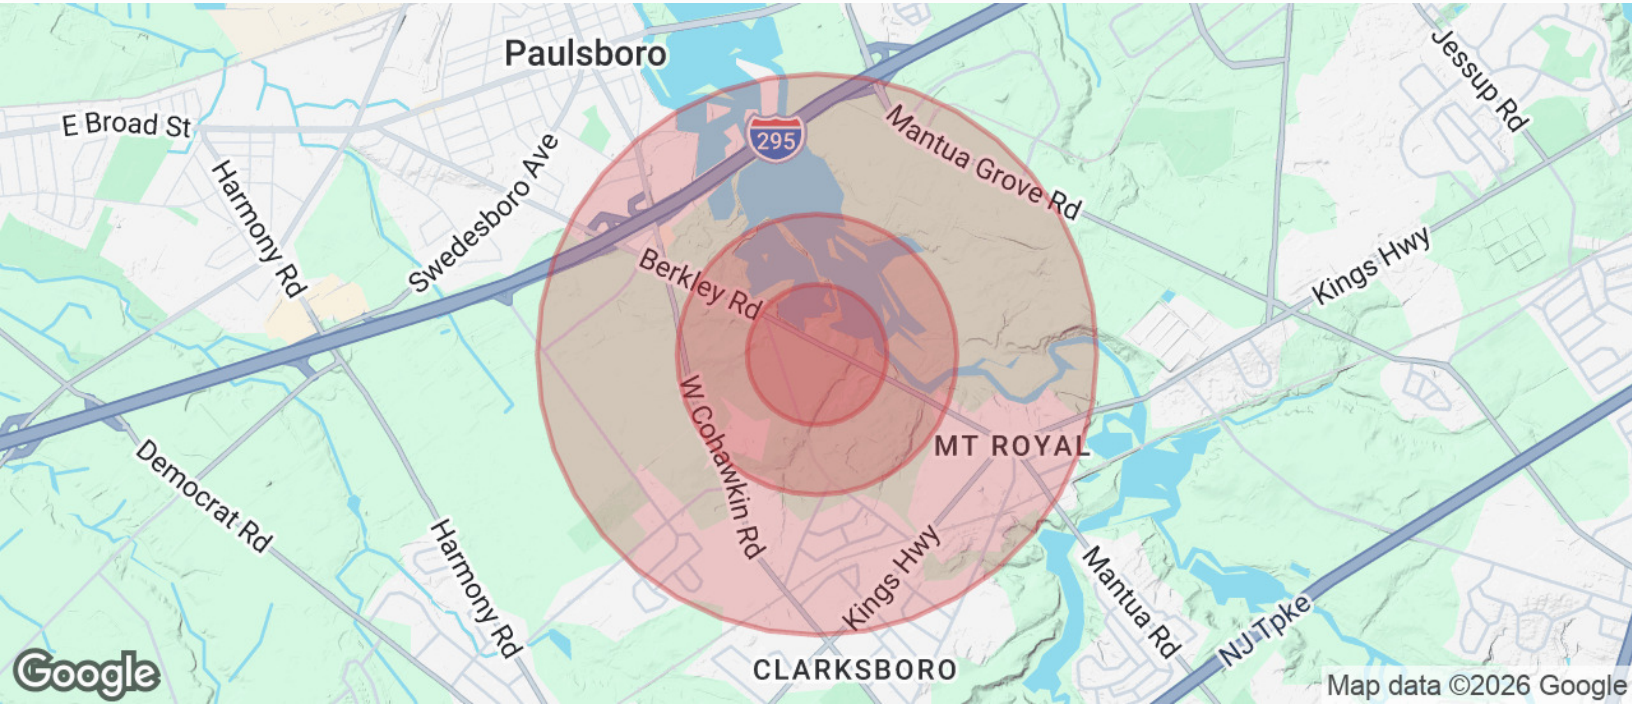 Paulsboro
E Broad St
Jessup Rd
295
Mantua Grove Rd
Harmony Rd
Swedesboro Ave
Kings Hwy
Berkley Rd
W Cohawkin Rd
MT ROYAL
Democrat Rd
Harmony Rd
Kings Hwy
Mantua Rd
NJ Tpke
CLARKSBORO
Google
Map data ©2026 Google